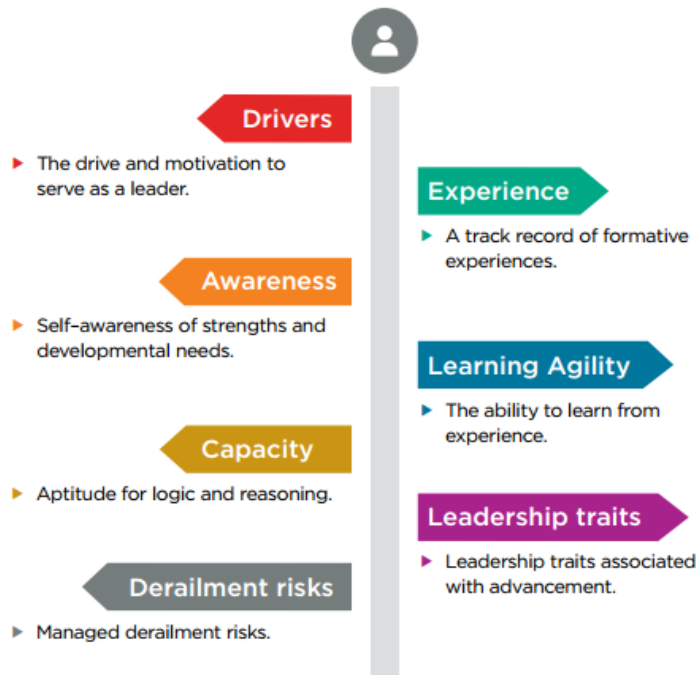 Drivers
The drive and motivation to
serve as a leader.
Experience
A track record of formative
experiences.
Awareness
Self-awareness of strengths and
developmental needs.
Learning Agility
The ability to learn from
experience.
Capacity
Aptitude for logic and reasoning.
Leadership traits
Leadership traits associated
with advancement.
Derailment risks
Managed derailment risks.